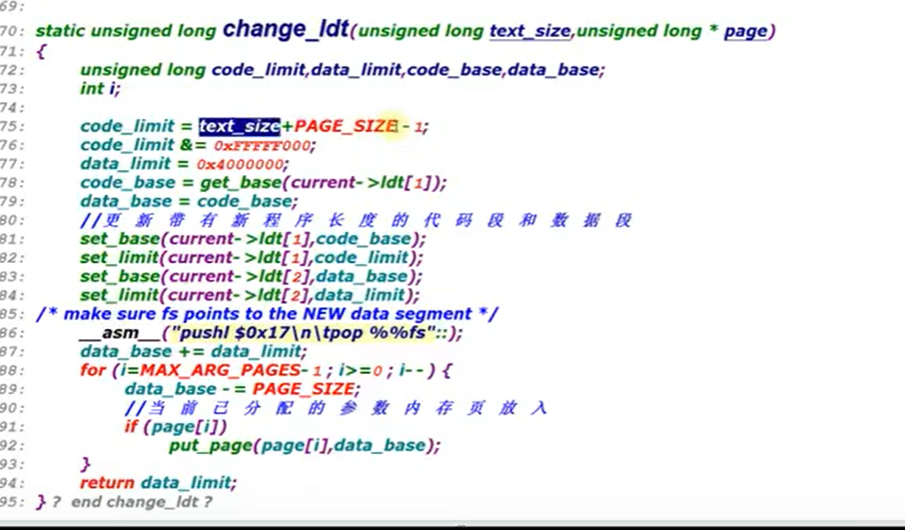 69:
70: static unsigned long change_ldt(unsigned long text_size,unsigned long * page)
71: {
72: unsigned long code_limit,data_limit,code_base,data_base;
73: int i;
74:
75: code_limit = text_size+PAGE_SIZE - 1;
76: code_limit &= 0xFFFFF000;
77: data_limit = 0x4000000;
78: code_base = get_base(current->ldt[1]);
79: data_base = code_base;
80: //更 新 带 有 新 程 序 长 度 的 代 码 段 和 数 据 段
81: set_base(current->ldt[1],code_base);
82: set_limit(current->ldt[1],code_limit);
83: set_base(current->ldt[2],data_base);
84: set_limit(current->ldt[2],data_limit);
85: /* make sure fs points to the NEW data segment */
86: __asm__("pushl $0x17\n\tpop %%fs"::);
87: data_base += data_limit;
88: for (i=MAX_ARG_PAGES-1 ; i>=0 ; i--) {
89: data_base -= PAGE_SIZE;
90: //当 前 已 分 配 的 参 数 内 存 页 放 入
91: if (page[i])
92: put_page(page[i],data_base);
93: }
94: return data_limit;
95: } ? end change_ldt ?